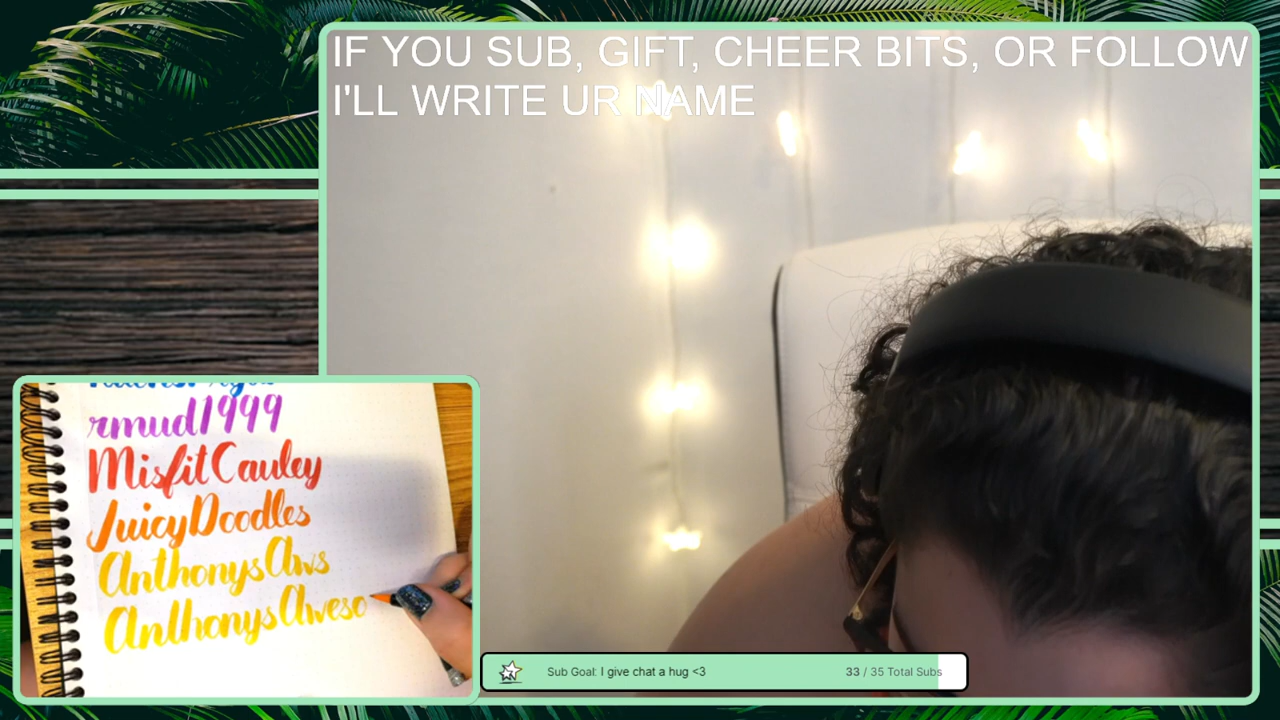 IF YOU SUB, GIFT, CHEER BITS, OR FOLLOW
I'LL WRITE UR NAME
rmud1999
MisfitCauley
JuicyDoodles
AnthonysAws
AnthonysAweso
Sub Goal: I give chat a hug <3 33 / 35 Total Subs